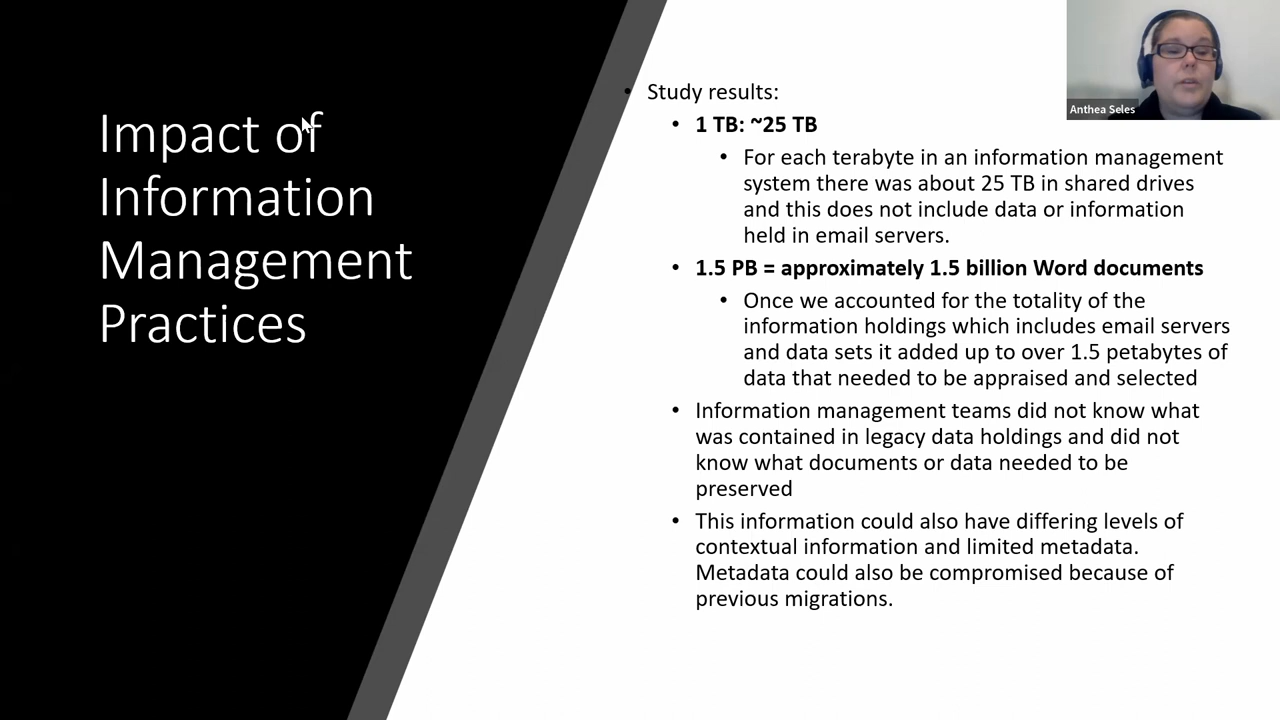 Impact of
Information
Management
Practices
• Study results:
• 1 TB: ~25 TB
• For each terabyte in an information management
system there was about 25 TB in shared drives
and this does not include data or information
held in email servers.
• 1.5 PB = approximately 1.5 billion Word documents
• Once we accounted for the totality of the
information holdings which includes email servers
and data sets it added up to over 1.5 petabytes of
data that needed to be appraised and selected
• Information management teams did not know what
was contained in legacy data holdings and did not
know what documents or data needed to be
preserved
• This information could also have differing levels of
contextual information and limited metadata.
Metadata could also be compromised because of
previous migrations.
Anthea Seles